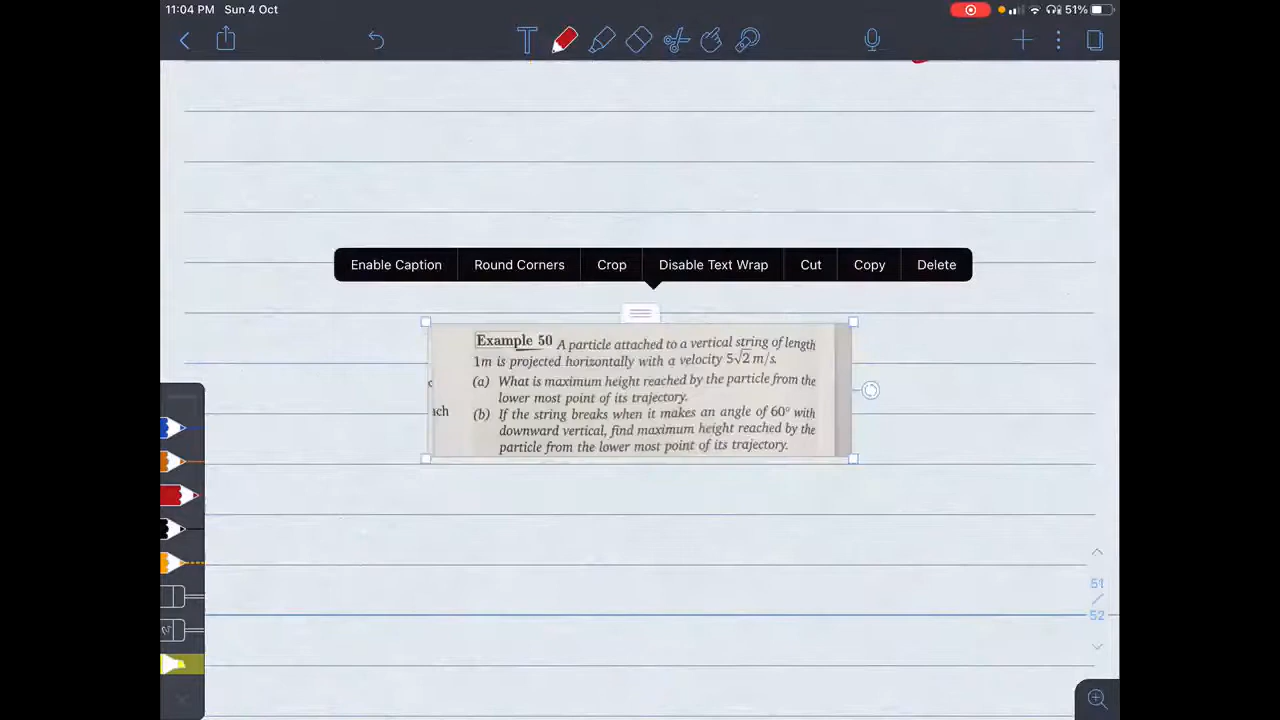 11:04 PM Sun 4 Oct
51%
T
Enable Caption Round Corners Crop Disable Text Wrap Cut Copy Delete
Example 50 A particle attached to a vertical string of length
1m is projected horizontally with a velocity 5√2 m/s.
(a) What is maximum height reached by the particle from the
lower most point of its trajectory.
ach (b) If the string breaks when it makes an angle of 60° with
downward vertical, find maximum height reached by the
particle from the lower most point of its trajectory.
51
/
52